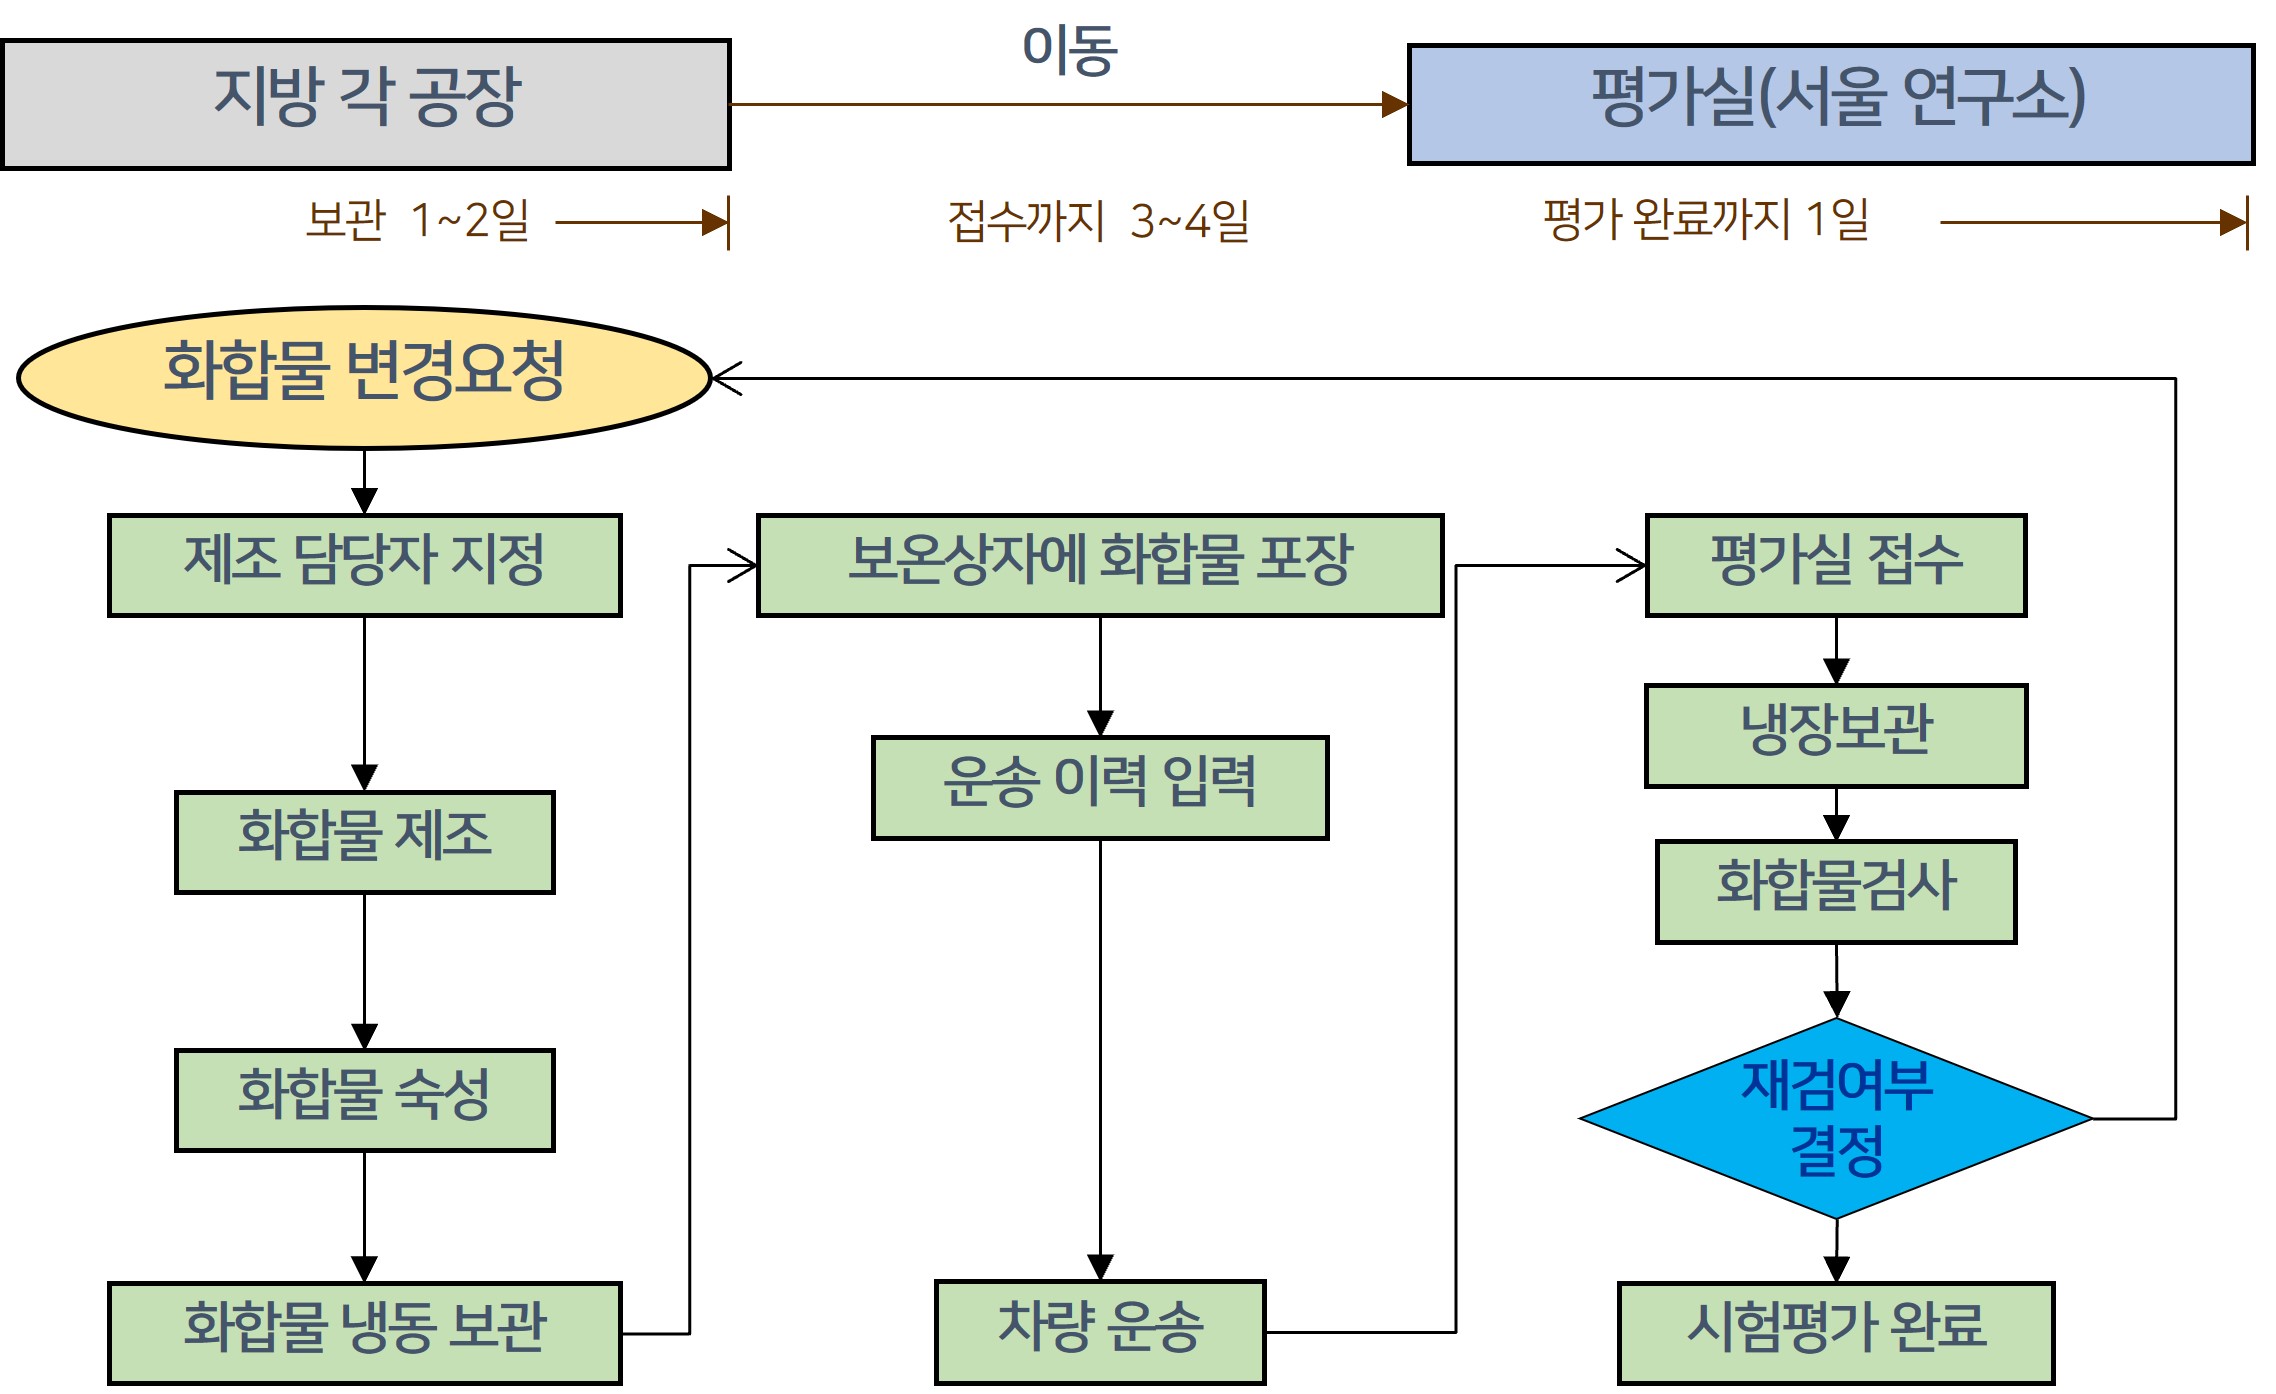 지방 각 공장
이동
평가실(서울 연구소)
보관 1~2일
접수까지 3~4일
평가 완료까지 1일
화합물 변경요청
제조 담당자 지정
화합물 제조
화합물 숙성
화합물 냉동 보관
보온상자에 화합물 포장
운송 이력 입력
차량 운송
평가실 접수
냉장보관
화합물검사
재검여부
결정
시험평가 완료